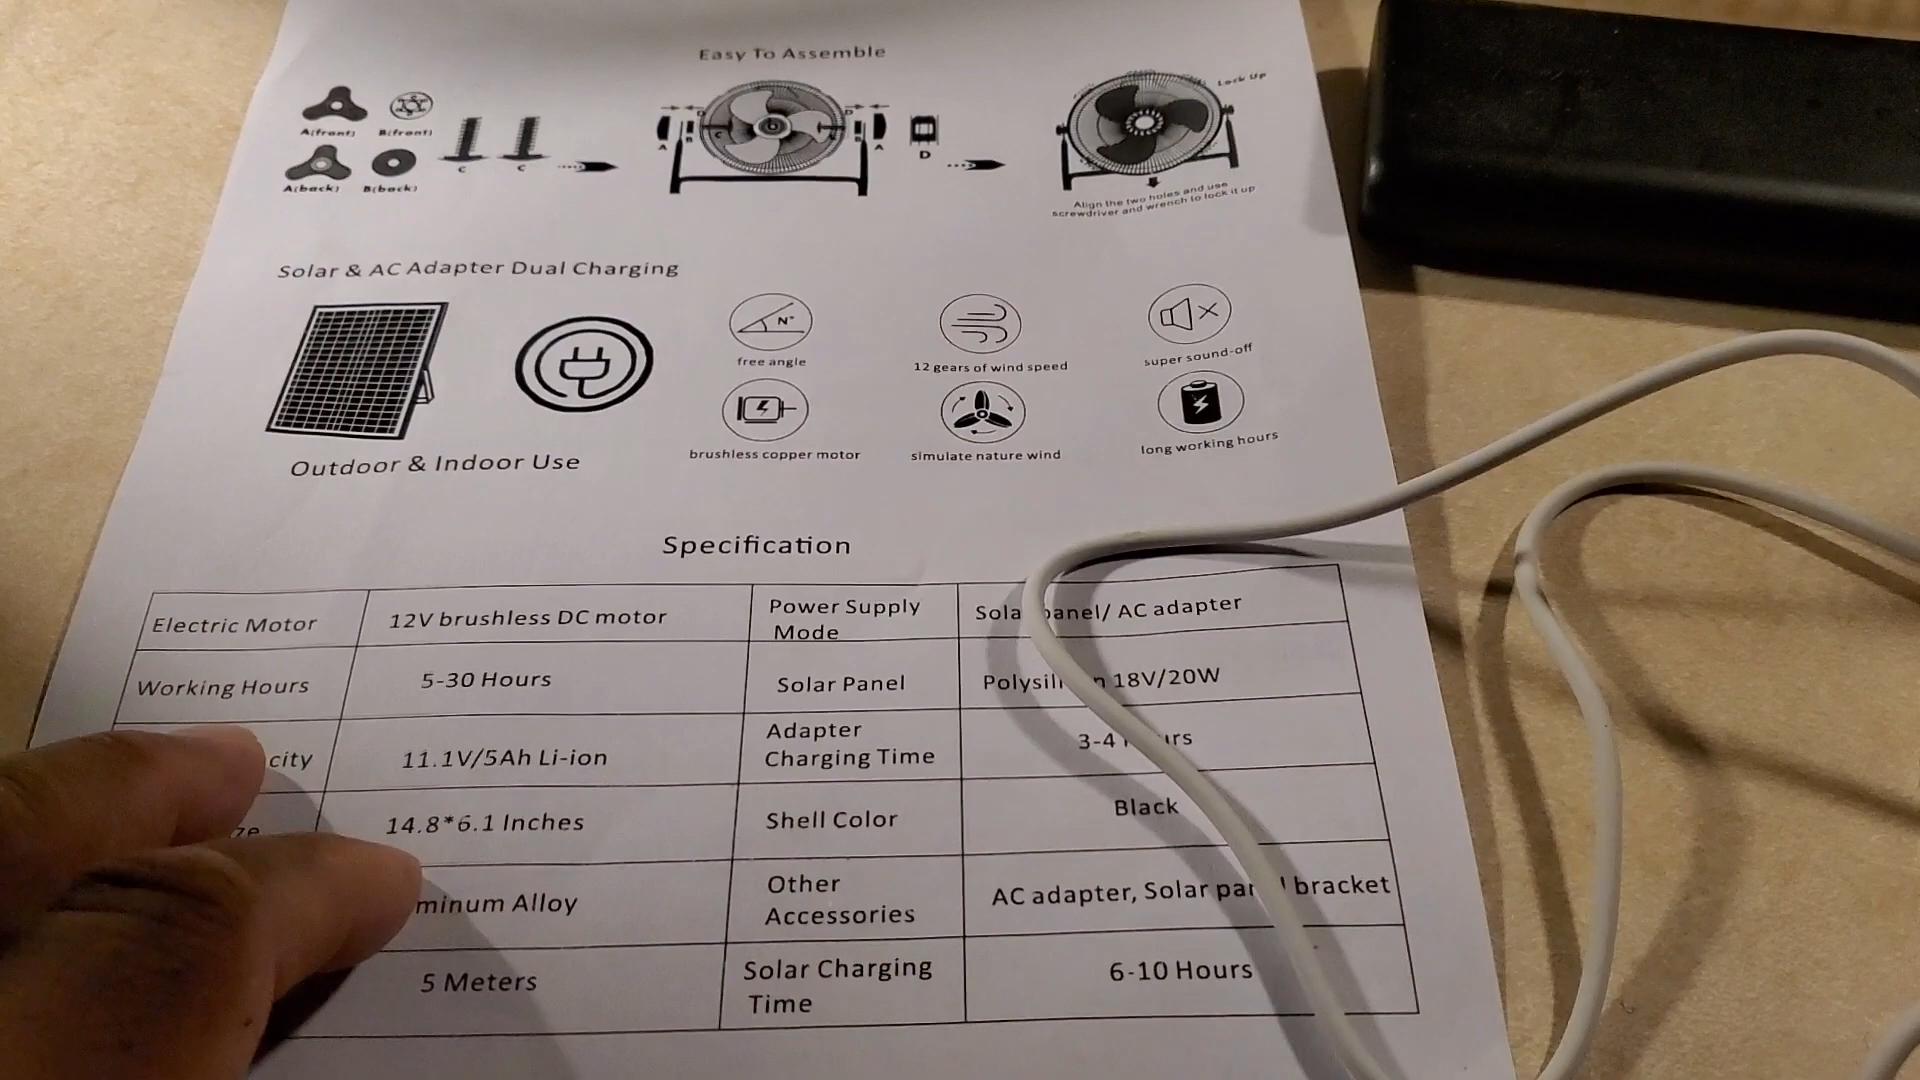 Easy To Assemble
Lock Up
A(front) B(front)
C C
A(back) B(back)
A B C D D B A
D
Align the two holes and use
screwdriver and wrench to lock it up
Solar & AC Adapter Dual Charging
N°
free angle
12 gears of wind speed
super sound-off
brushless copper motor
simulate nature wind
long working hours
Outdoor & Indoor Use
Specification
Electric Motor 12V brushless DC motor Power Supply Mode Solar panel/ AC adapter
Working Hours 5-30 Hours Solar Panel 18V/20W
11.1V/5Ah Li-ion Adapter Charging Time 3-4
14.8*6.1 Inches Shell Color Black
Alloy Other Accessories AC adapter, Solar bracket
5 Meters Solar Charging Time 6-10 Hours